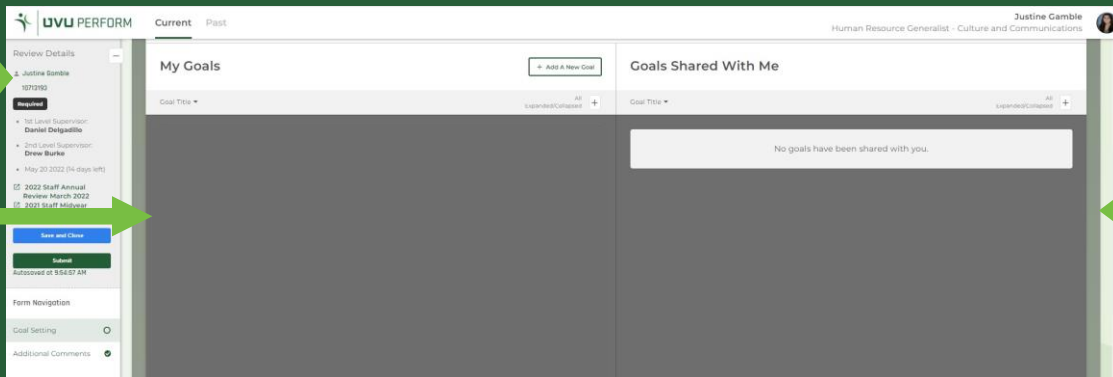 UVU PERFORM
Current Past
Justine Gamble
Human Resource Generalist - Culture and Communications
Review Details
Justine Gamble
10713193
Required
1st Level Supervisor:
Daniel Delgadillo
2nd Level Supervisor:
Drew Burke
May 20 2022 (14 days left)
2022 Staff Annual
Review March 2022
2021 Staff Midyear
Save and Close
Submit
Autosaved at 9:54:57 AM
Form Navigation
Goal Setting
Additional Comments
My Goals
+ Add A New Goal
Goal Title
All
Expanded/Collapsed +
Goals Shared With Me
Goal Title
All
Expanded/Collapsed +
No goals have been shared with you.